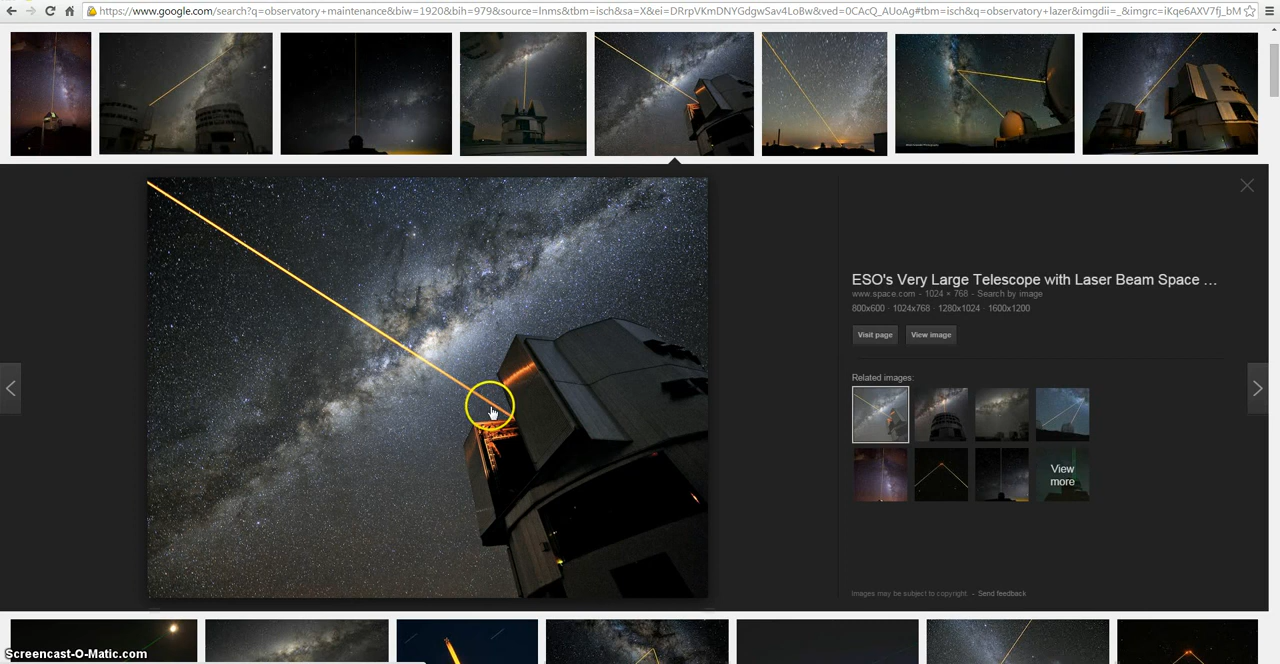 https://www.google.com/search?q=observatory+maintenance&biw=1920&bih=979&source=lnms&tbm=isch&sa=X&ei=DRrpVKmDNYGdgwSav4LoBw&ved=0CAcQ_AUoAg#tbm=isch&q=observatory+lazer&imgdii=_&imgrc=iKqe6AXV7fj_bM
ESO's Very Large Telescope with Laser Beam Space ...
www.space.com - 1024 × 768 - Search by image
800x600 · 1024x768 · 1280x1024 · 1600x1200
Visit page
View image
Related images:
View
more
Images may be subject to copyright. - Send feedback
Screencast-O-Matic.com